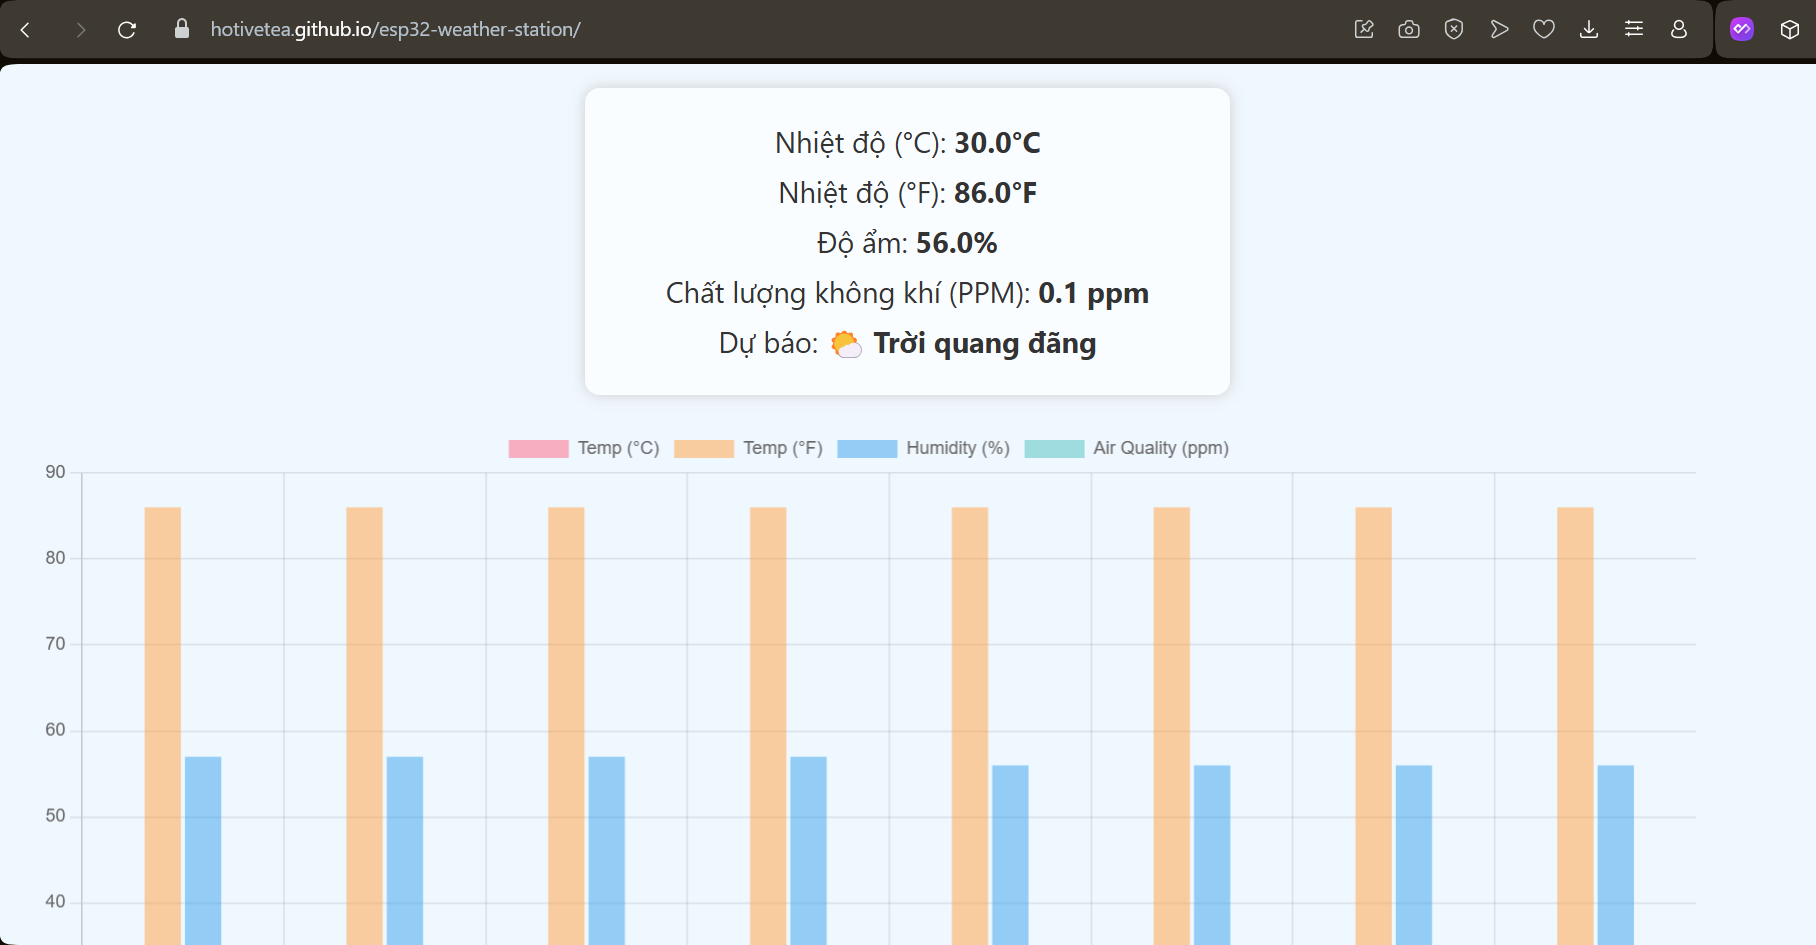 hotivetea.github.io/esp32-weather-station/
Nhiệt độ (°C): 30.0°C
Nhiệt độ (°F): 86.0°F
Độ ẩm: 56.0%
Chất lượng không khí (PPM): 0.1 ppm
Dự báo: 🌤️ Trời quang đãng
Temp (°C) Temp (°F) Humidity (%) Air Quality (ppm)
90
80
70
60
50
40